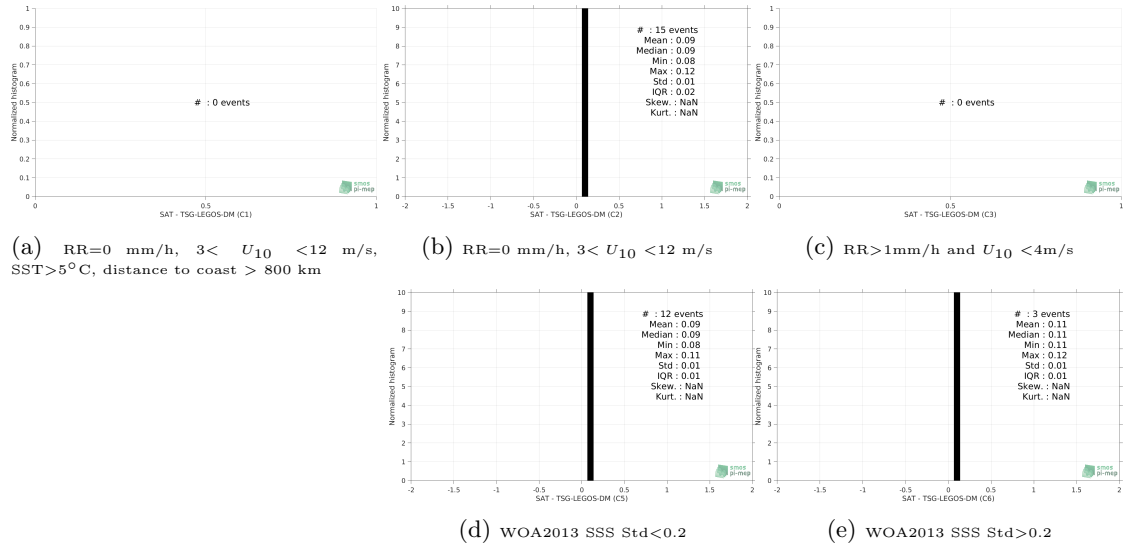 1
0.9
0.8
0.7
0.6
0.5
0.4
0.3
0.2
0.1
0
Normalized histogram
# : 0 events
smos
pi-mep
0 0.5 1
SAT - TSG-LEGOS-DM (C1)
(a) RR=0 mm/h, 3< U10 <12 m/s,
SST>5°C, distance to coast > 800 km
10
9
8
7
6
5
4
3
2
1
0
Normalized histogram
# : 15 events
Mean : 0.09
Median : 0.09
Min : 0.08
Max : 0.12
Std : 0.01
IQR : 0.02
Skew. : NaN
Kurt. : NaN
smos
pi-mep
-2 -1.5 -1 -0.5 0 0.5 1 1.5 2
SAT - TSG-LEGOS-DM (C2)
(b) RR=0 mm/h, 3< U10 <12 m/s
1
0.9
0.8
0.7
0.6
0.5
0.4
0.3
0.2
0.1
0
Normalized histogram
# : 0 events
smos
pi-mep
0 0.5 1
SAT - TSG-LEGOS-DM (C3)
(c) RR>1mm/h and U10 <4m/s
10
9
8
7
6
5
4
3
2
1
0
Normalized histogram
# : 12 events
Mean : 0.09
Median : 0.09
Min : 0.08
Max : 0.11
Std : 0.01
IQR : 0.01
Skew. : NaN
Kurt. : NaN
smos
pi-mep
-2 -1.5 -1 -0.5 0 0.5 1 1.5 2
SAT - TSG-LEGOS-DM (C5)
(d) WOA2013 SSS Std<0.2
10
9
8
7
6
5
4
3
2
1
0
Normalized histogram
# : 3 events
Mean : 0.11
Median : 0.11
Min : 0.11
Max : 0.12
Std : 0.01
IQR : 0.01
Skew. : NaN
Kurt. : NaN
smos
pi-mep
-2 -1.5 -1 -0.5 0 0.5 1 1.5 2
SAT - TSG-LEGOS-DM (C6)
(e) WOA2013 SSS Std>0.2